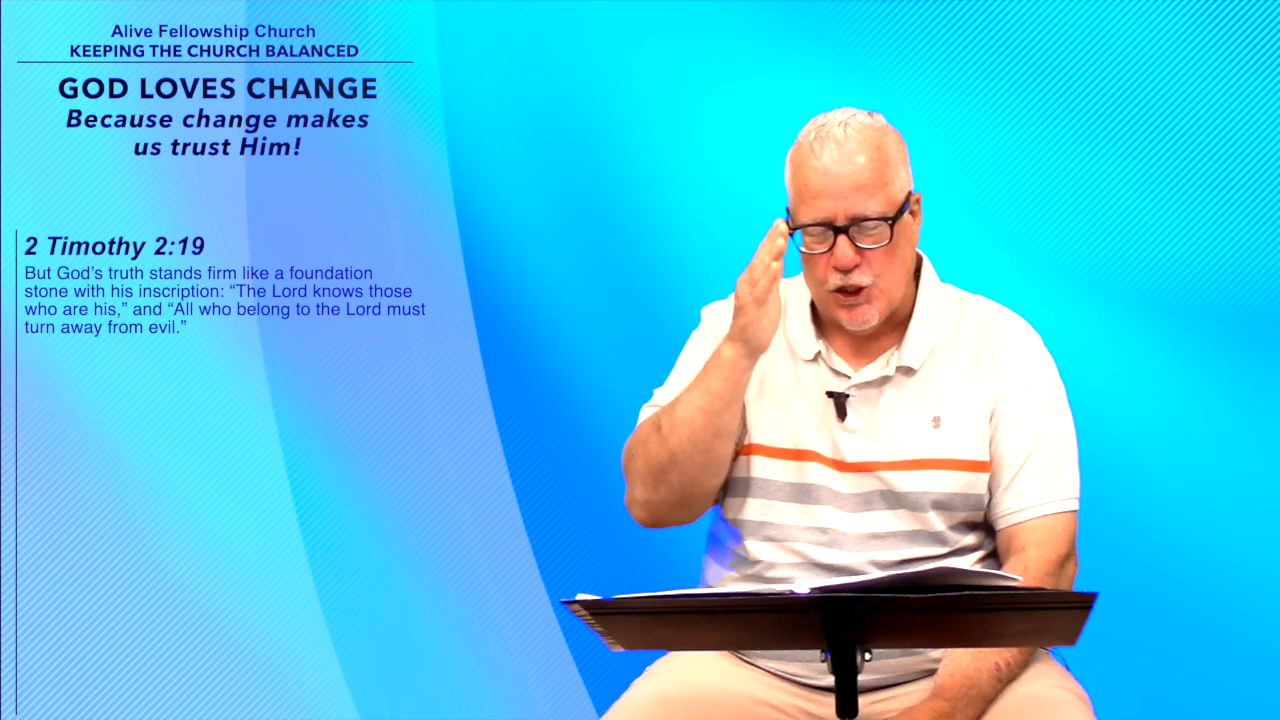 Alive Fellowship Church
KEEPING THE CHURCH BALANCED
GOD LOVES CHANGE
Because change makes
us trust Him!
2 Timothy 2:19
But God’s truth stands firm like a foundation
stone with his inscription: “The Lord knows those
who are his,” and “All who belong to the Lord must
turn away from evil.”